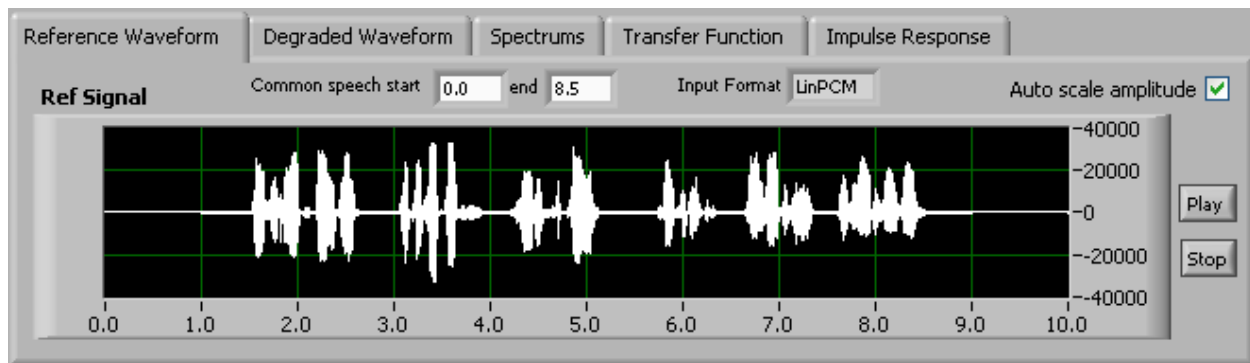 Reference Waveform Degraded Waveform Spectrums Transfer Function Impulse Response
Ref Signal Common speech start 0.0 end 8.5 Input Format LinPCM Auto scale amplitude
-40000
-20000
-0
--20000
--40000
0.0 1.0 2.0 3.0 4.0 5.0 6.0 7.0 8.0 9.0 10.0
Play
Stop